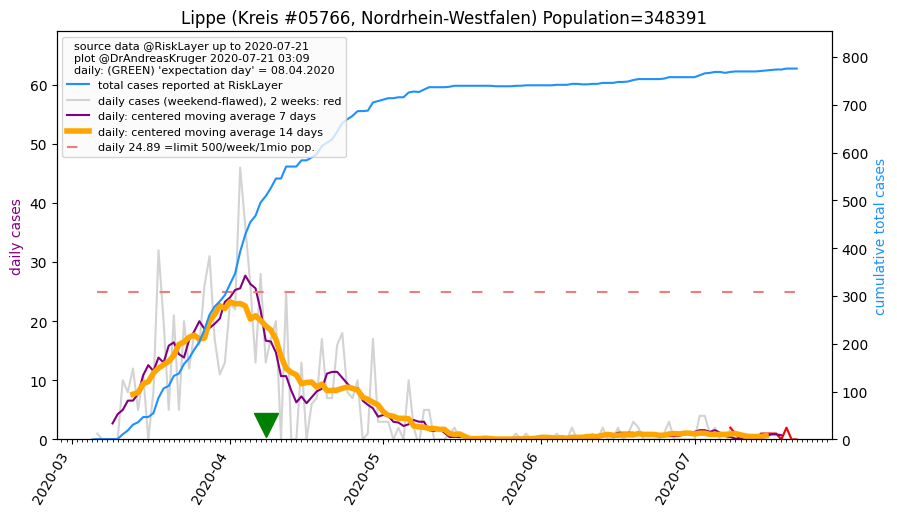 Lippe (Kreis #05766, Nordrhein-Westfalen) Population=348391
source data @RiskLayer up to 2020-07-21
plot @DrAndreasKruger 2020-07-21 03:09
daily: (GREEN) 'expectation day' = 08.04.2020
total cases reported at RiskLayer
daily cases (weekend-flawed), 2 weeks: red
daily: centered moving average 7 days
daily: centered moving average 14 days
daily 24.89 =limit 500/week/1mio pop.
daily cases
60
50
40
30
20
10
0
800
700
600
500
400
300
200
100
0
cumulative total cases
2020-03
2020-04
2020-05
2020-06
2020-07